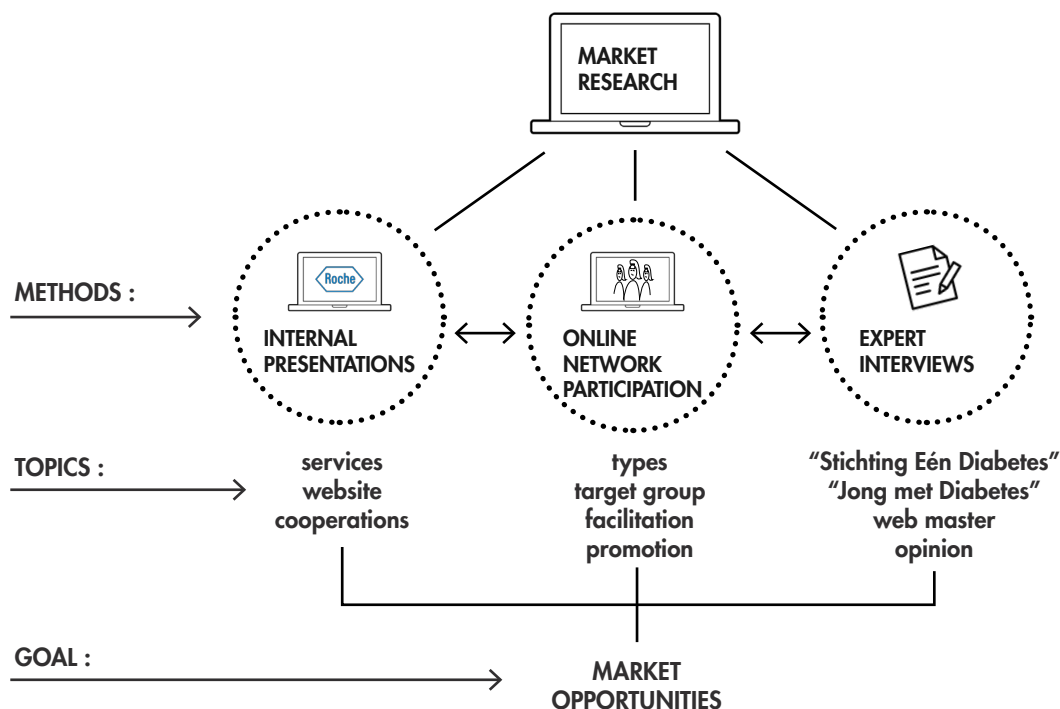 MARKET
RESEARCH
Roche
METHODS :
INTERNAL
PRESENTATIONS
ONLINE
NETWORK
PARTICIPATION
EXPERT
INTERVIEWS
TOPICS :
services
website
cooperations
types
target group
facilitation
promotion
“Stichting Eén Diabetes”
“Jong met Diabetes”
web master
opinion
GOAL :
MARKET
OPPORTUNITIES